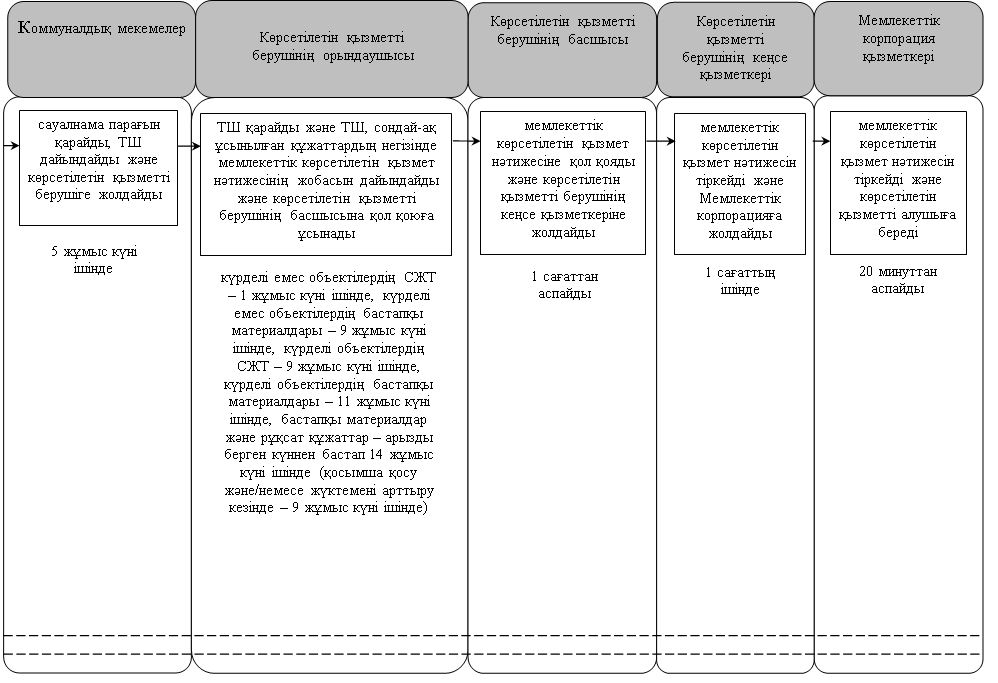 Коммуналдық мекемелер
Көрсетілетін қызметті
берушінің орындаушысы
Көрсетілетін қызметті
берушінің басшысы
Көрсетілетін
қызметті
берушінің кеңсе
қызметкері
Мемлекеттік
корпорация
қызметкері
сауалнама парағын
қарайды, ТШ
дайындайды және
көрсетілетін қызметті
берушіге жолдайды
5 жұмыс күні
ішінде
ТШ қарайды және ТШ, сондай-ақ
ұсынылған құжаттардың негізінде
мемлекеттік көрсетілетін қызмет
нәтижесінің жобасын дайындайды
және көрсетілетін қызметті
берушінің басшысына қол қоюға
ұсынады
күрделі емес объектілердің СЖТ
– 1 жұмыс күні ішінде, күрделі
емес объектілердің бастапқы
материалдары – 9 жұмыс күні
ішінде, күрделі объектілердің
СЖТ – 9 жұмыс күні ішінде,
күрделі объектілердің бастапқы
материалдары – 11 жұмыс күні
ішінде, бастапқы материалдар
және рұқсат құжаттар – арызды
берген күннен бастап 14 жұмыс
күні ішінде (қосымша қосу
және/немесе жүктемені арттыру
кезінде – 9 жұмыс күні ішінде)
мемлекеттік
көрсетілетін қызмет
нәтижесіне қол қояды
және көрсетілетін
қызметті берушінің
кеңсе қызметкеріне
жолдайды
1 сағаттан
аспайды
мемлекеттік
көрсетілетін
қызмет нәтижесін
тіркейді және
Мемлекеттік
корпорацияға
жолдайды
1 сағаттың
ішінде
мемлекеттік
көрсетілетін
қызмет нәтижесін
тіркейді және
көрсетілетін
қызметті алушыға
береді
20 минуттан
аспайды